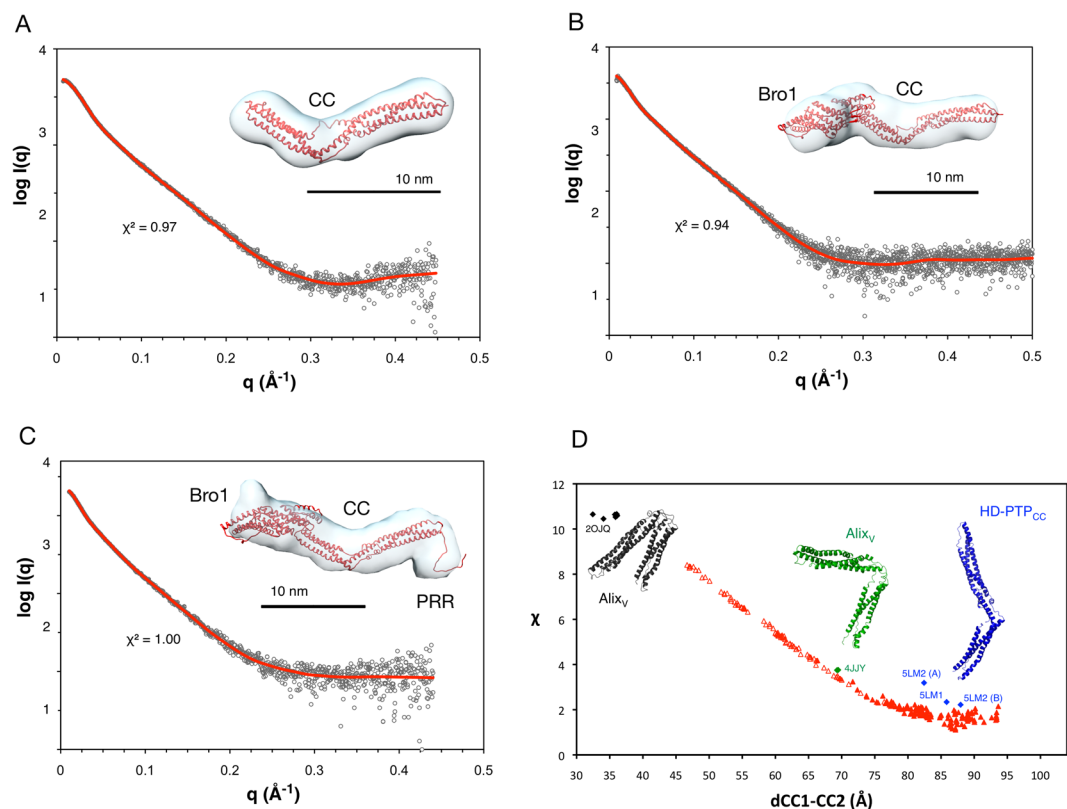 A
4
3
2
1
log I(q)
CC
10 nm
χ² = 0.97
0
0.1
0.2
0.3
0.4
0.5
q (Å⁻¹)
B
4
3
2
1
log I(q)
Bro1
CC
10 nm
χ² = 0.94
0
0.1
0.2
0.3
0.4
0.5
q (Å⁻¹)
C
4
3
2
1
log I(q)
Bro1
CC
10 nm
PRR
χ² = 1.00
0
0.1
0.2
0.3
0.4
0.5
q (Å⁻¹)
D
12
10
8
6
4
2
0
χ
2OJQ
AlixV
AlixV
HD-PTPCC
4JJY
5LM2 (A)
5LM1
5LM2 (B)
30 35 40 45 50 55 60 65 70 75 80 85 90 95 100
dCC1-CC2 (Å)